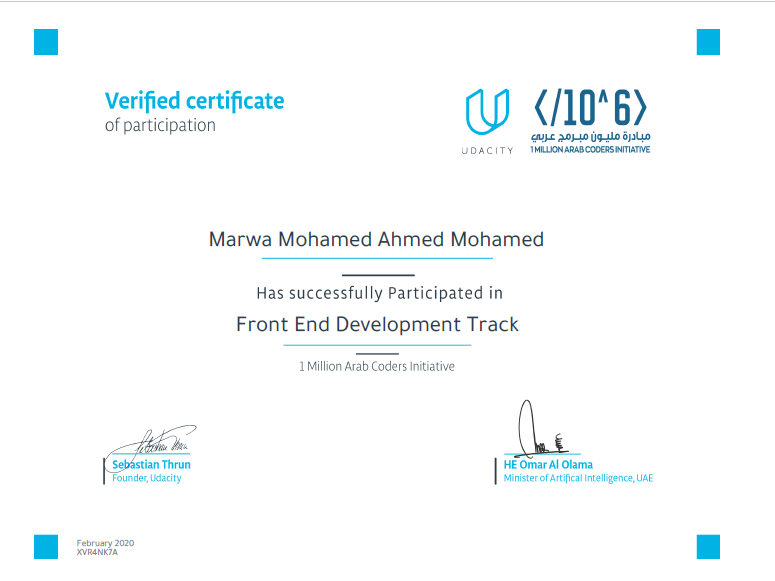 Verified certificate
of participation
UDACITY
</10^6>
مبادرة مليون مبرمج عربي
1 MILLION ARAB CODERS INITIATIVE
Marwa Mohamed Ahmed Mohamed
Has successfully Participated in
Front End Development Track
1 Million Arab Coders Initiative
Sebastian Thrun
Founder, Udacity
HE Omar Al Olama
Minister of Artifical Intelligence, UAE
February 2020
XVR4NK7A